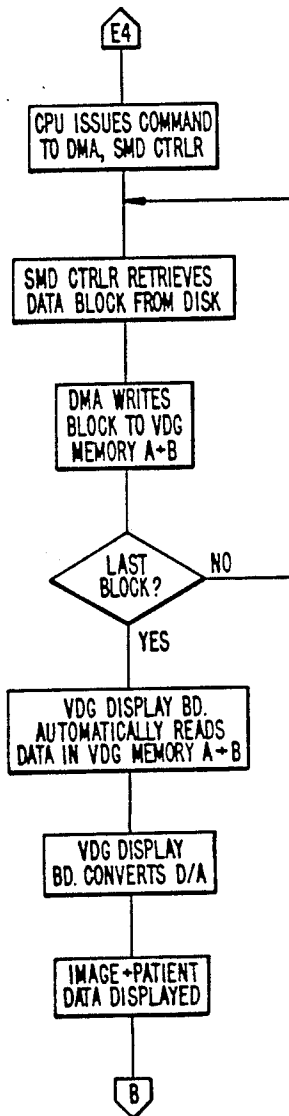 E4
CPU ISSUES COMMAND
TO DMA, SMD CTRLR
SMD CTRLR RETRIEVES
DATA BLOCK FROM DISK
DMA WRITES
BLOCK TO VDG
MEMORY A+B
LAST
BLOCK?
NO
YES
VDG DISPLAY BD.
AUTOMATICALLY READS
DATA IN VDG MEMORY A+B
VDG DISPLAY
BD. CONVERTS D/A
IMAGE+PATIENT
DATA DISPLAYED
B